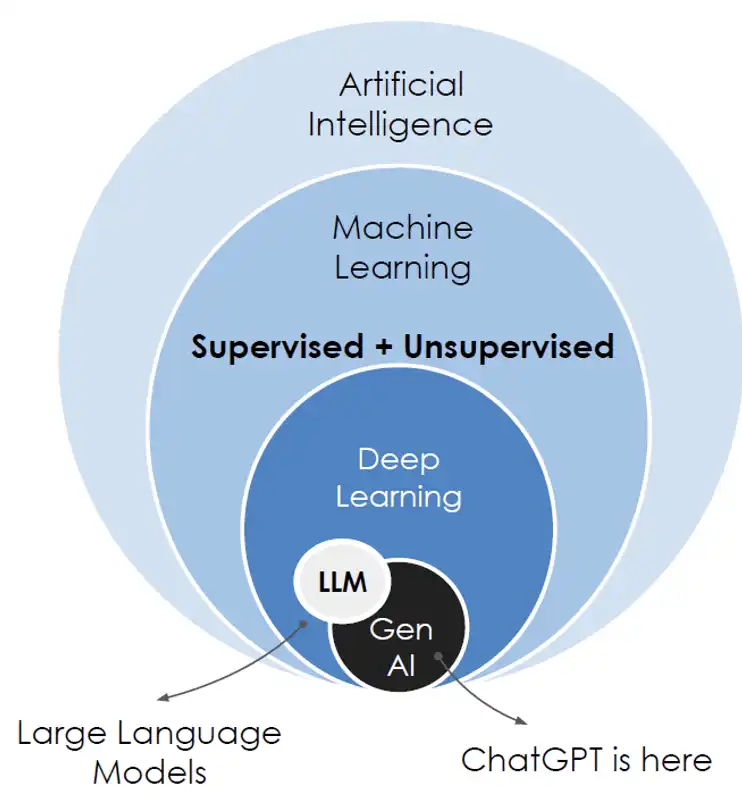 Artificial
Intelligence
Machine
Learning
Supervised + Unsupervised
Deep
Learning
LLM
Gen
AI
Large Language
Models
ChatGPT is here